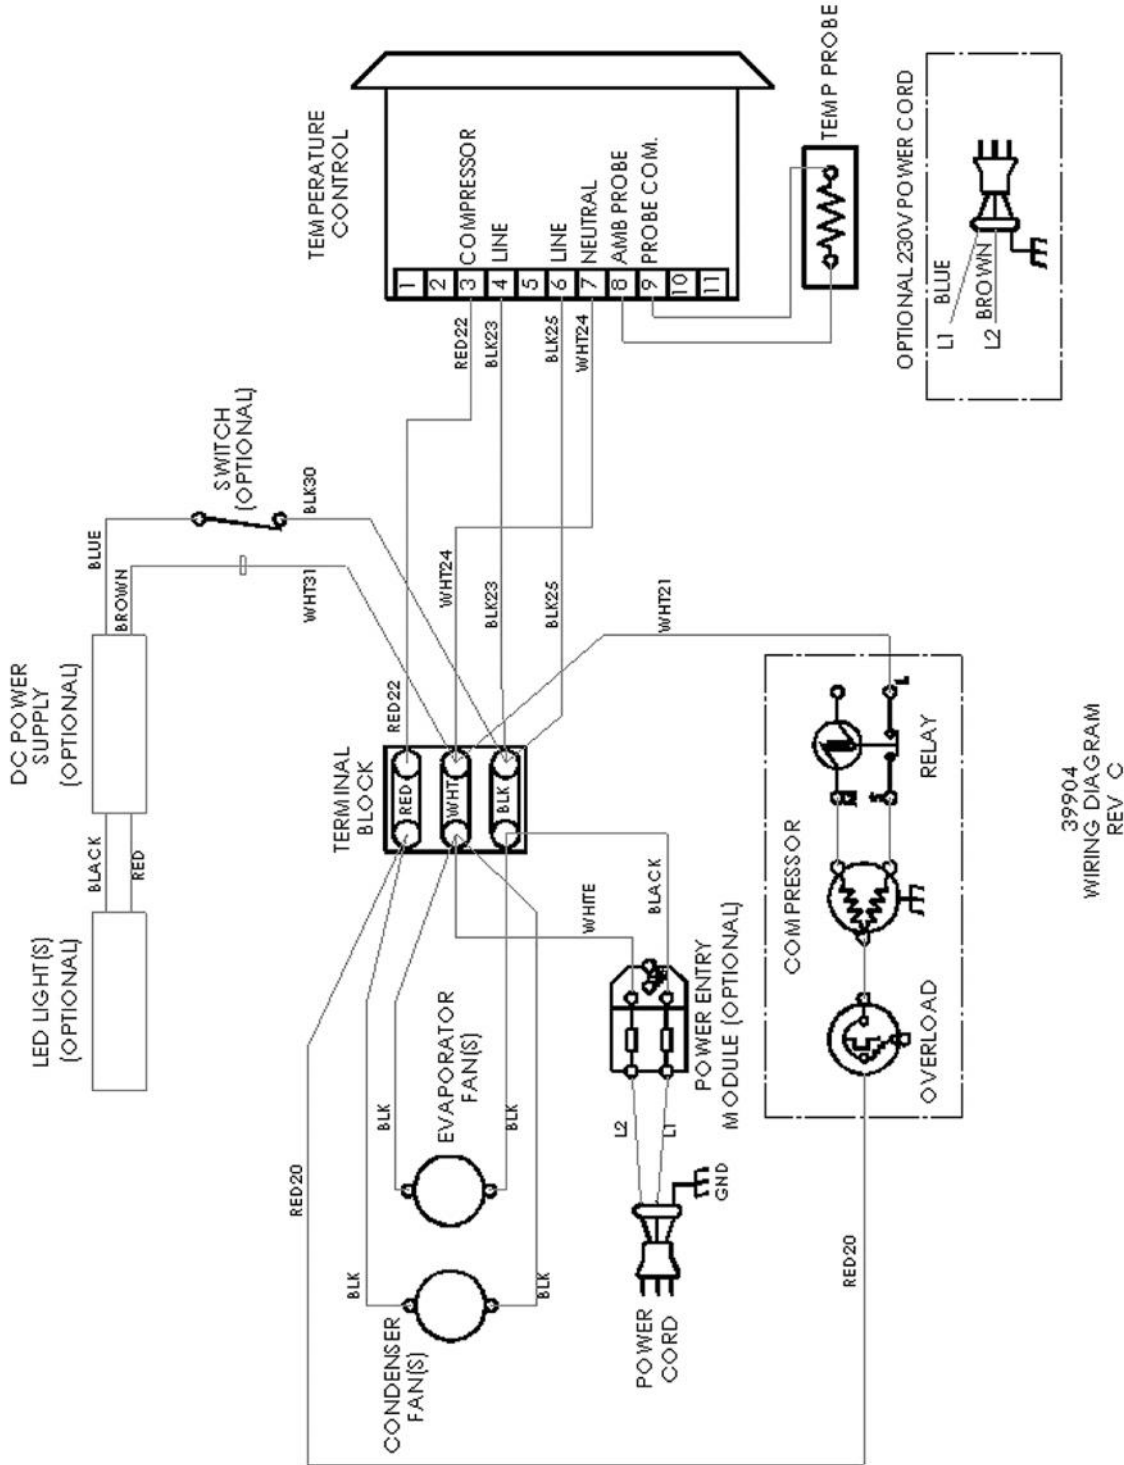 LED LIGHT(S)
(OPTIONAL)
BLACK
RED
DC POWER
SUPPLY
(OPTIONAL)
BLUE
BROWN
SWITCH
(OPTIONAL)
WHT31
BLK30
TEMPERATURE
CONTROL
1
2
3 COMPRESSOR
4 LINE
5
6 LINE
7 NEUTRAL
8 AMB PROBE
9 PROBE COM.
10
11
RED22
BLK23
BLK25
WHT24
TEMP PROBE
RED22
WHT24
BLK23
BLK25
WHT21
TERMINAL
BLOCK
RED
WHT
BLK
RED20
BLK
BLK
EVAPORATOR
FAN(S)
BLK
BLK
CONDENSER
FAN(S)
WHITE
BLACK
POWER ENTRY
MODULE (OPTIONAL)
L2
L1
GND
POWER
CORD
RED20
COMPRESSOR
OVERLOAD
RELAY
M
S
L
OPTIONAL 230V POWER CORD
L1 BLUE
L2 BROWN
39904
WIRING DIAGRAM
REV C